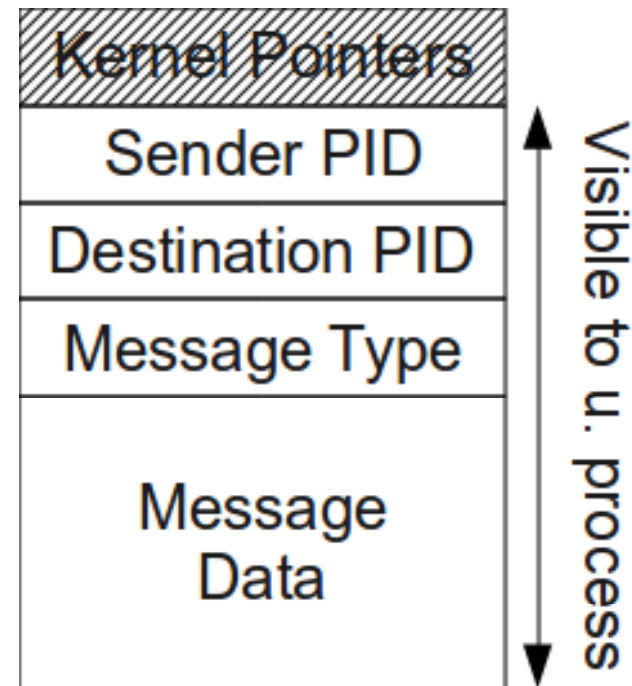 Kernel Pointers
Sender PID
Destination PID
Message Type
Message
Data
Visible to u. process